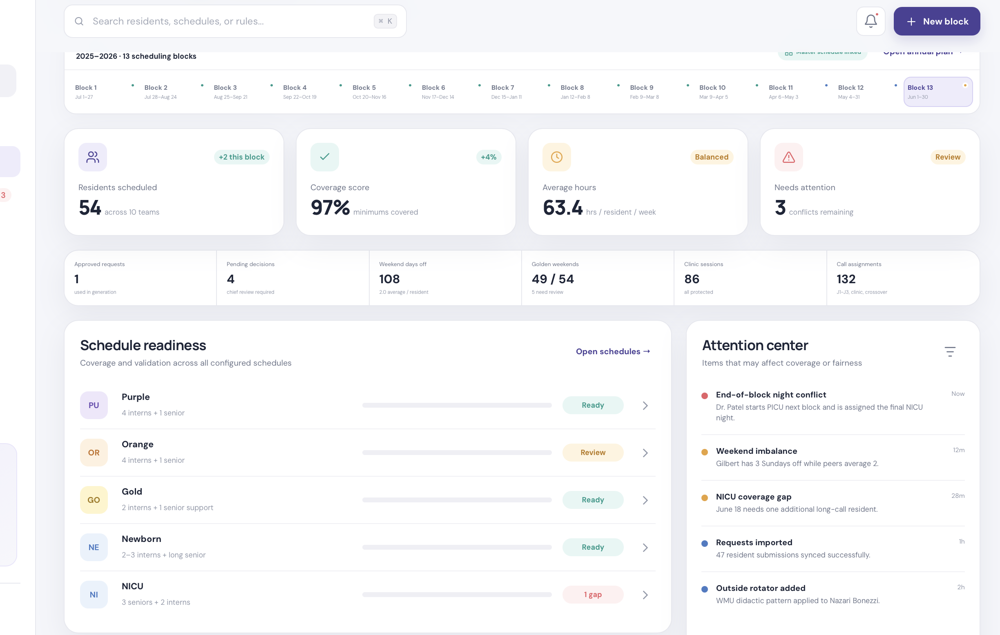 Search residents, schedules, or rules...
⌘ K
New block
2025–2026 · 13 scheduling blocks
Master schedule linked
Open annual plan →
Block 1
Jul 1–27
Block 2
Jul 28–Aug 24
Block 3
Aug 25–Sep 21
Block 4
Sep 22–Oct 19
Block 5
Oct 20–Nov 16
Block 6
Nov 17–Dec 14
Block 7
Dec 15–Jan 11
Block 8
Jan 12–Feb 8
Block 9
Feb 9–Mar 8
Block 10
Mar 9–Apr 5
Block 11
Apr 6–May 3
Block 12
May 4–31
Block 13
Jun 1–30
3
+2 this block
Residents scheduled
54 across 10 teams
+4%
Coverage score
97% minimums covered
Balanced
Average hours
63.4 hrs / resident / week
Review
Needs attention
3 conflicts remaining
Approved requests
1
used in generation
Pending decisions
4
chief review required
Weekend days off
108
2.0 average / resident
Golden weekends
49 / 54
5 need review
Clinic sessions
86
all protected
Call assignments
132
J1-J3, clinic, crossover
Schedule readiness
Coverage and validation across all configured schedules
Open schedules →
PU
Purple
4 interns + 1 senior
Ready
OR
Orange
4 interns + 1 senior
Review
GO
Gold
2 interns + 1 senior support
Ready
NE
Newborn
2–3 interns + long senior
Ready
NI
NICU
3 seniors + 2 interns
1 gap
Attention center
Items that may affect coverage or fairness
End-of-block night conflict
Now
Dr. Patel starts PICU next block and is assigned the final NICU
night.
Weekend imbalance
12m
Gilbert has 3 Sundays off while peers average 2.
NICU coverage gap
28m
June 18 needs one additional long-call resident.
Requests imported
1h
47 resident submissions synced successfully.
Outside rotator added
2h
WMU didactic pattern applied to Nazari Bonezzi.